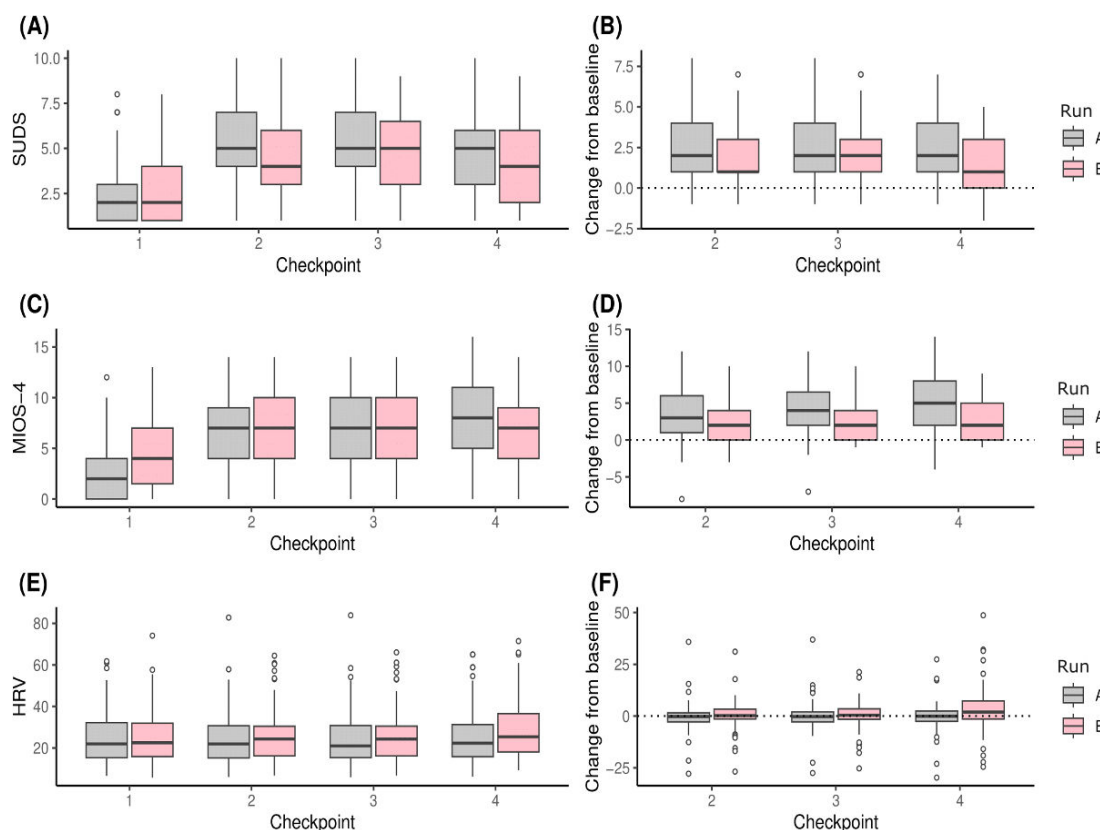 (A)
SUDS
10.0
7.5
5.0
2.5
1 2 3 4
Checkpoint
(B)
Change from baseline
7.5
5.0
2.5
0.0
−2.5
2 3 4
Checkpoint
Run
A
(C)
MIOS−4
15
10
5
0
1 2 3 4
Checkpoint
(D)
Change from baseline
15
10
5
0
−5
2 3 4
Checkpoint
Run
A
(E)
HRV
80
60
40
20
1 2 3 4
Checkpoint
(F)
Change from baseline
50
25
0
−25
2 3 4
Checkpoint
Run
A